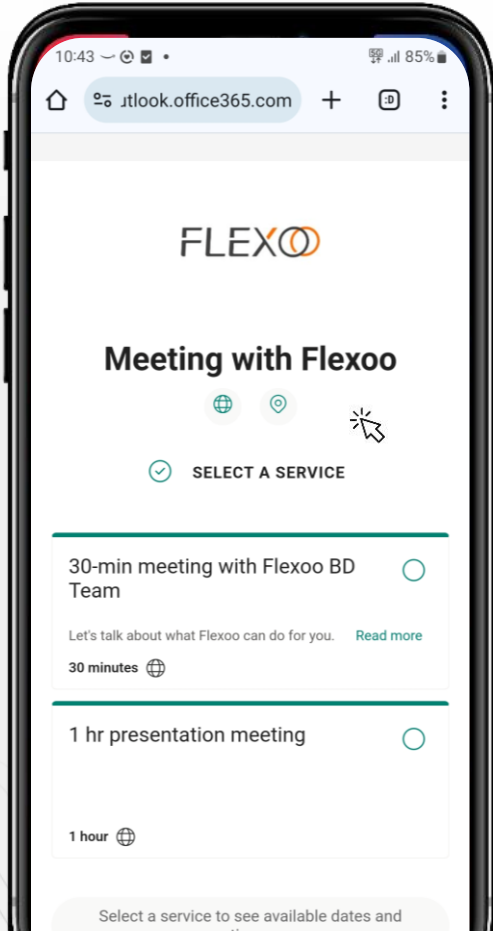 10:43
85%
utlook.office365.com
:D
FLEXOO
Meeting with Flexoo
SELECT A SERVICE
30-min meeting with Flexoo BD
Team
Let's talk about what Flexoo can do for you. Read more
30 minutes
1 hr presentation meeting
1 hour
Select a service to see available dates and